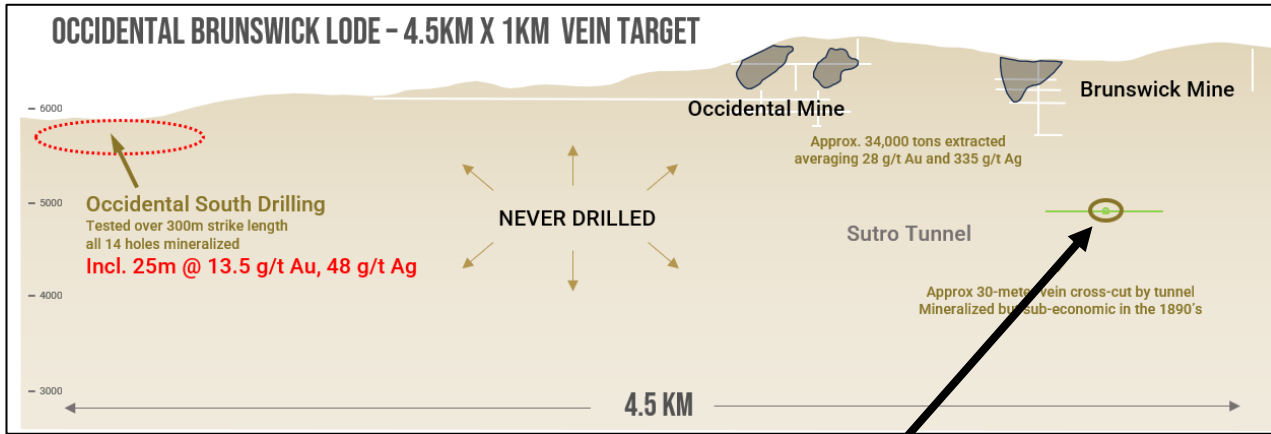 OCCIDENTAL BRUNSWICK LODE – 4.5KM X 1KM VEIN TARGET
– 6000
Occidental Mine
Brunswick Mine
Approx. 34,000 tons extracted
averaging 28 g/t Au and 335 g/t Ag
Occidental South Drilling
Tested over 300m strike length
all 14 holes mineralized
Incl. 25m @ 13.5 g/t Au, 48 g/t Ag
– 5000
NEVER DRILLED
Sutro Tunnel
– 4000
Approx 30-meter vein cross-cut by tunnel
Mineralized but sub-economic in the 1890's
– 3000
4.5 KM